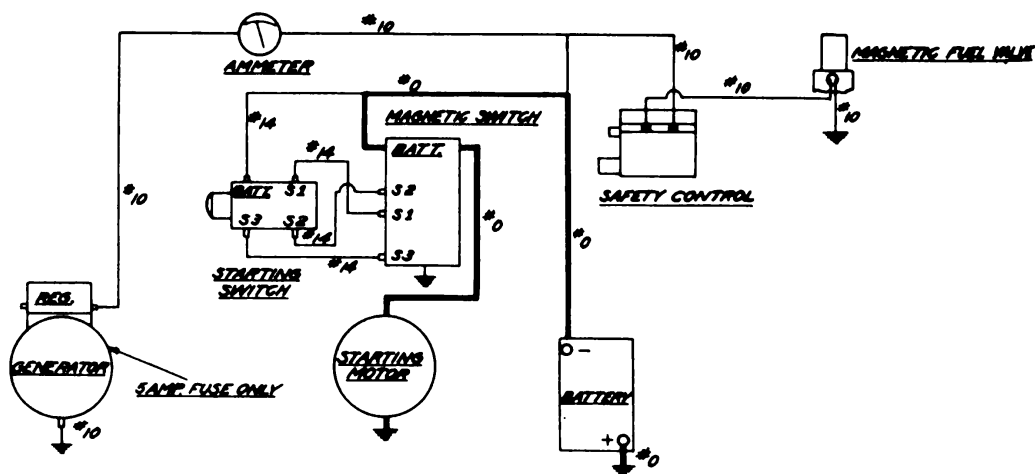 #10
AMMETER
#10
MAGNETIC FUEL VALVE
#10
#10
#0
#14
MAGNETIC SWITCH
#14
BATT.
BATT.
S1
S2
S1
S3
S2
#14
S3
#14
#0
SAFETY CONTROL
#10
STARTING
SWITCH
#0
REG.
GENERATOR
5 AMP. FUSE ONLY
STARTING
MOTOR
-
BATTERY
+
#0
#10